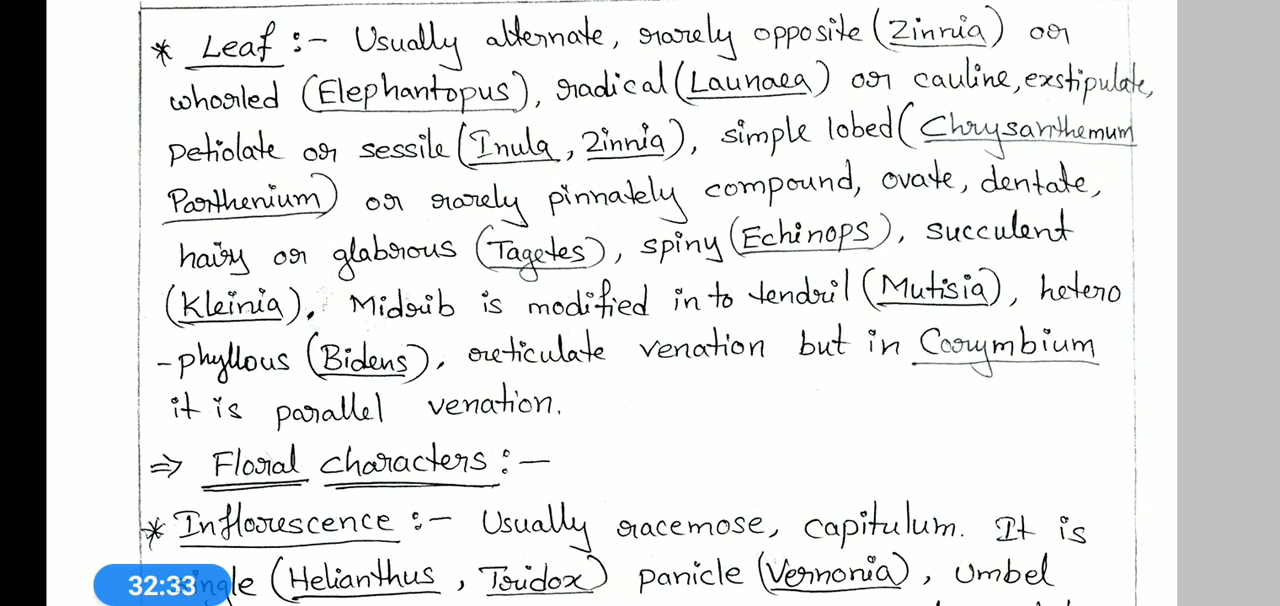 * Leaf :- Usually alternate, rarely opposite (Zinnia) or
whorled (Elephantopus), radical (Launaea) or cauline, exstipulate,
petiolate or sessile (Inula, Zinnia), simple lobed (Chrysanthemum
Parthenium) or rarely pinnately compound, ovate, dentate,
hairy or glabrous (Tagetes), spiny (Echinops), succulent
(Kleinia). Midrib is modified in to tendril (Mutisia), hetero
-phyllous (Bidens), reticulate venation but in Corymbium
it is parallel venation.
⇒ Floral characters :-
* Inflorescence :- Usually racemose, capitulum. It is
single (Helianthus, Tridox) panicle (Vernonia), umbel
32:33